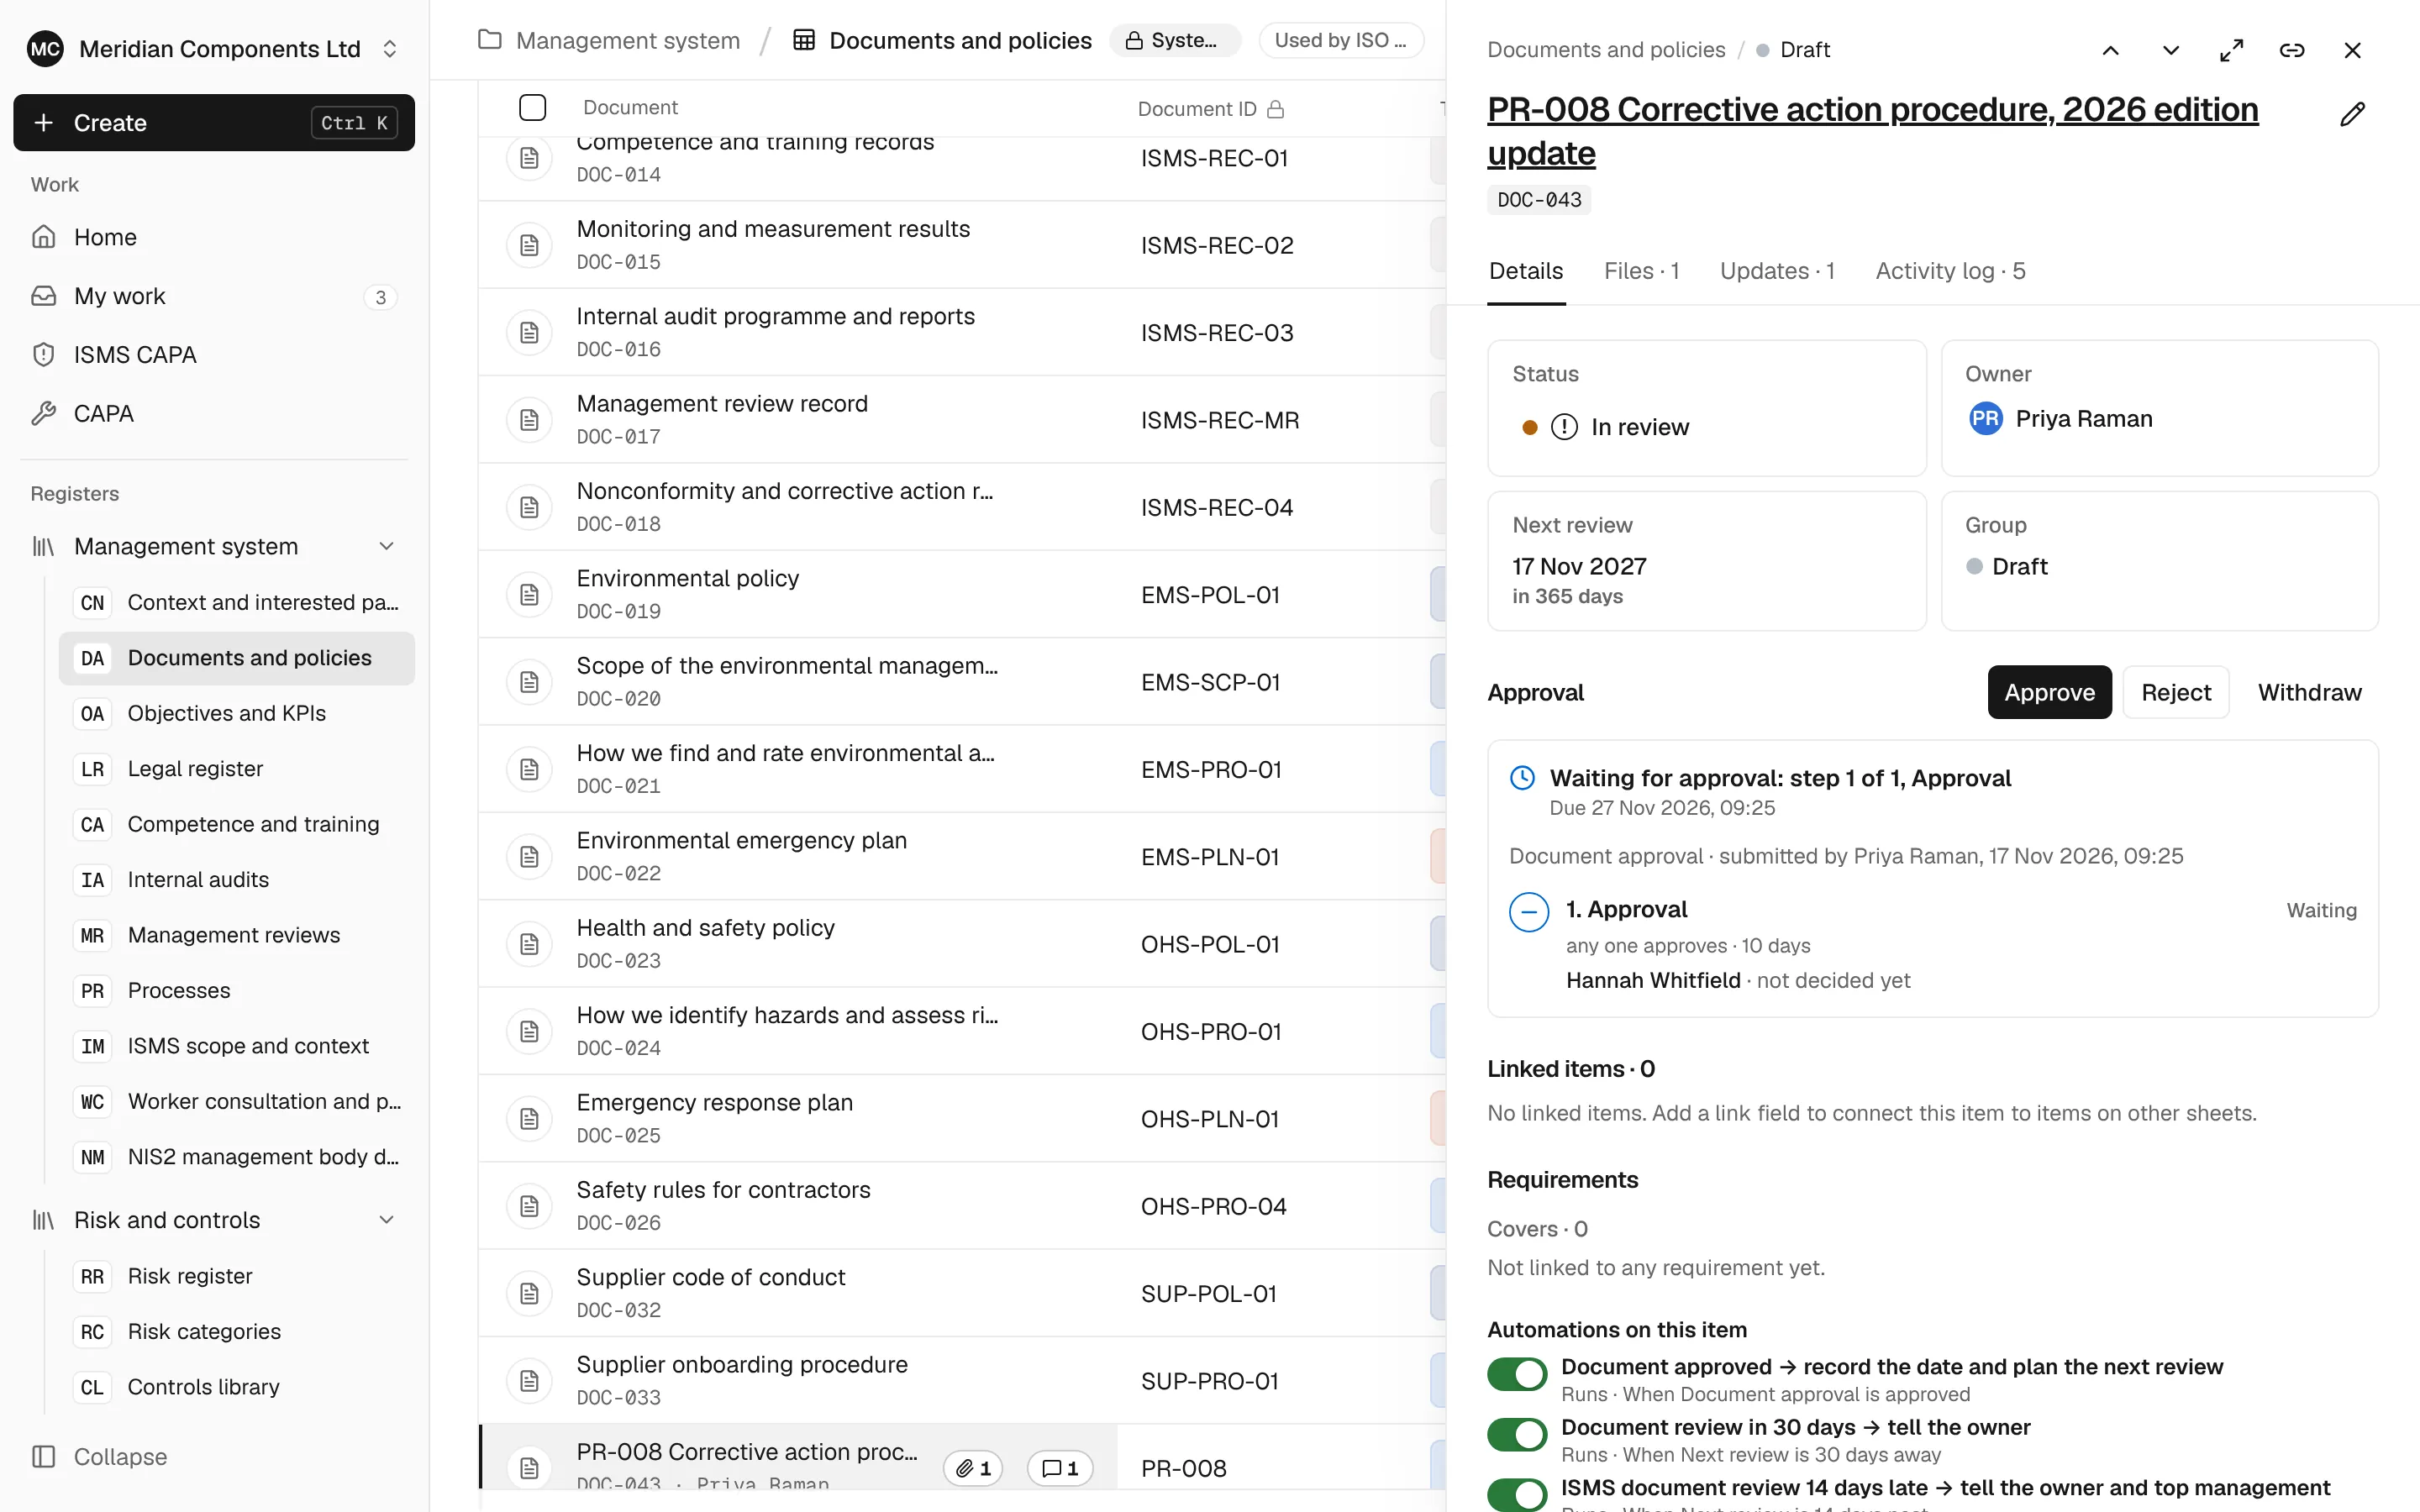 MC Meridian Components Ltd
Create Ctrl K
Work
Home
My work 3
ISMS CAPA
CAPA
Registers
Management system
CN Context and interested pa...
DA Documents and policies
OA Objectives and KPIs
LR Legal register
CA Competence and training
IA Internal audits
MR Management reviews
PR Processes
IM ISMS scope and context
WC Worker consultation and p...
NM NIS2 management body d...
Risk and controls
RR Risk register
RC Risk categories
CL Controls library
Collapse
Management system / Documents and policies Syste... Used by ISO ...
Document Document ID
Competence and training records ISMS-REC-01
DOC-014
Monitoring and measurement results ISMS-REC-02
DOC-015
Internal audit programme and reports ISMS-REC-03
DOC-016
Management review record ISMS-REC-MR
DOC-017
Nonconformity and corrective action r... ISMS-REC-04
DOC-018
Environmental policy EMS-POL-01
DOC-019
Scope of the environmental managem... EMS-SCP-01
DOC-020
How we find and rate environmental a... EMS-PRO-01
DOC-021
Environmental emergency plan EMS-PLN-01
DOC-022
Health and safety policy OHS-POL-01
DOC-023
How we identify hazards and assess ri... OHS-PRO-01
DOC-024
Emergency response plan OHS-PLN-01
DOC-025
Safety rules for contractors OHS-PRO-04
DOC-026
Supplier code of conduct SUP-POL-01
DOC-032
Supplier onboarding procedure SUP-PRO-01
DOC-033
PR-008 Corrective action proc... 1 1 PR-008
DOC-043 · Priya Raman
Documents and policies / Draft
PR-008 Corrective action procedure, 2026 edition
update
DOC-043
Details Files · 1 Updates · 1 Activity log · 5
Status
In review
Owner
PR Priya Raman
Next review
17 Nov 2027
in 365 days
Group
Draft
Approval Approve Reject Withdraw
Waiting for approval: step 1 of 1, Approval
Due 27 Nov 2026, 09:25
Document approval · submitted by Priya Raman, 17 Nov 2026, 09:25
1. Approval Waiting
any one approves · 10 days
Hannah Whitfield · not decided yet
Linked items · 0
No linked items. Add a link field to connect this item to items on other sheets.
Requirements
Covers · 0
Not linked to any requirement yet.
Automations on this item
Document approved → record the date and plan the next review
Runs · When Document approval is approved
Document review in 30 days → tell the owner
Runs · When Next review is 30 days away
ISMS document review 14 days late → tell the owner and top management